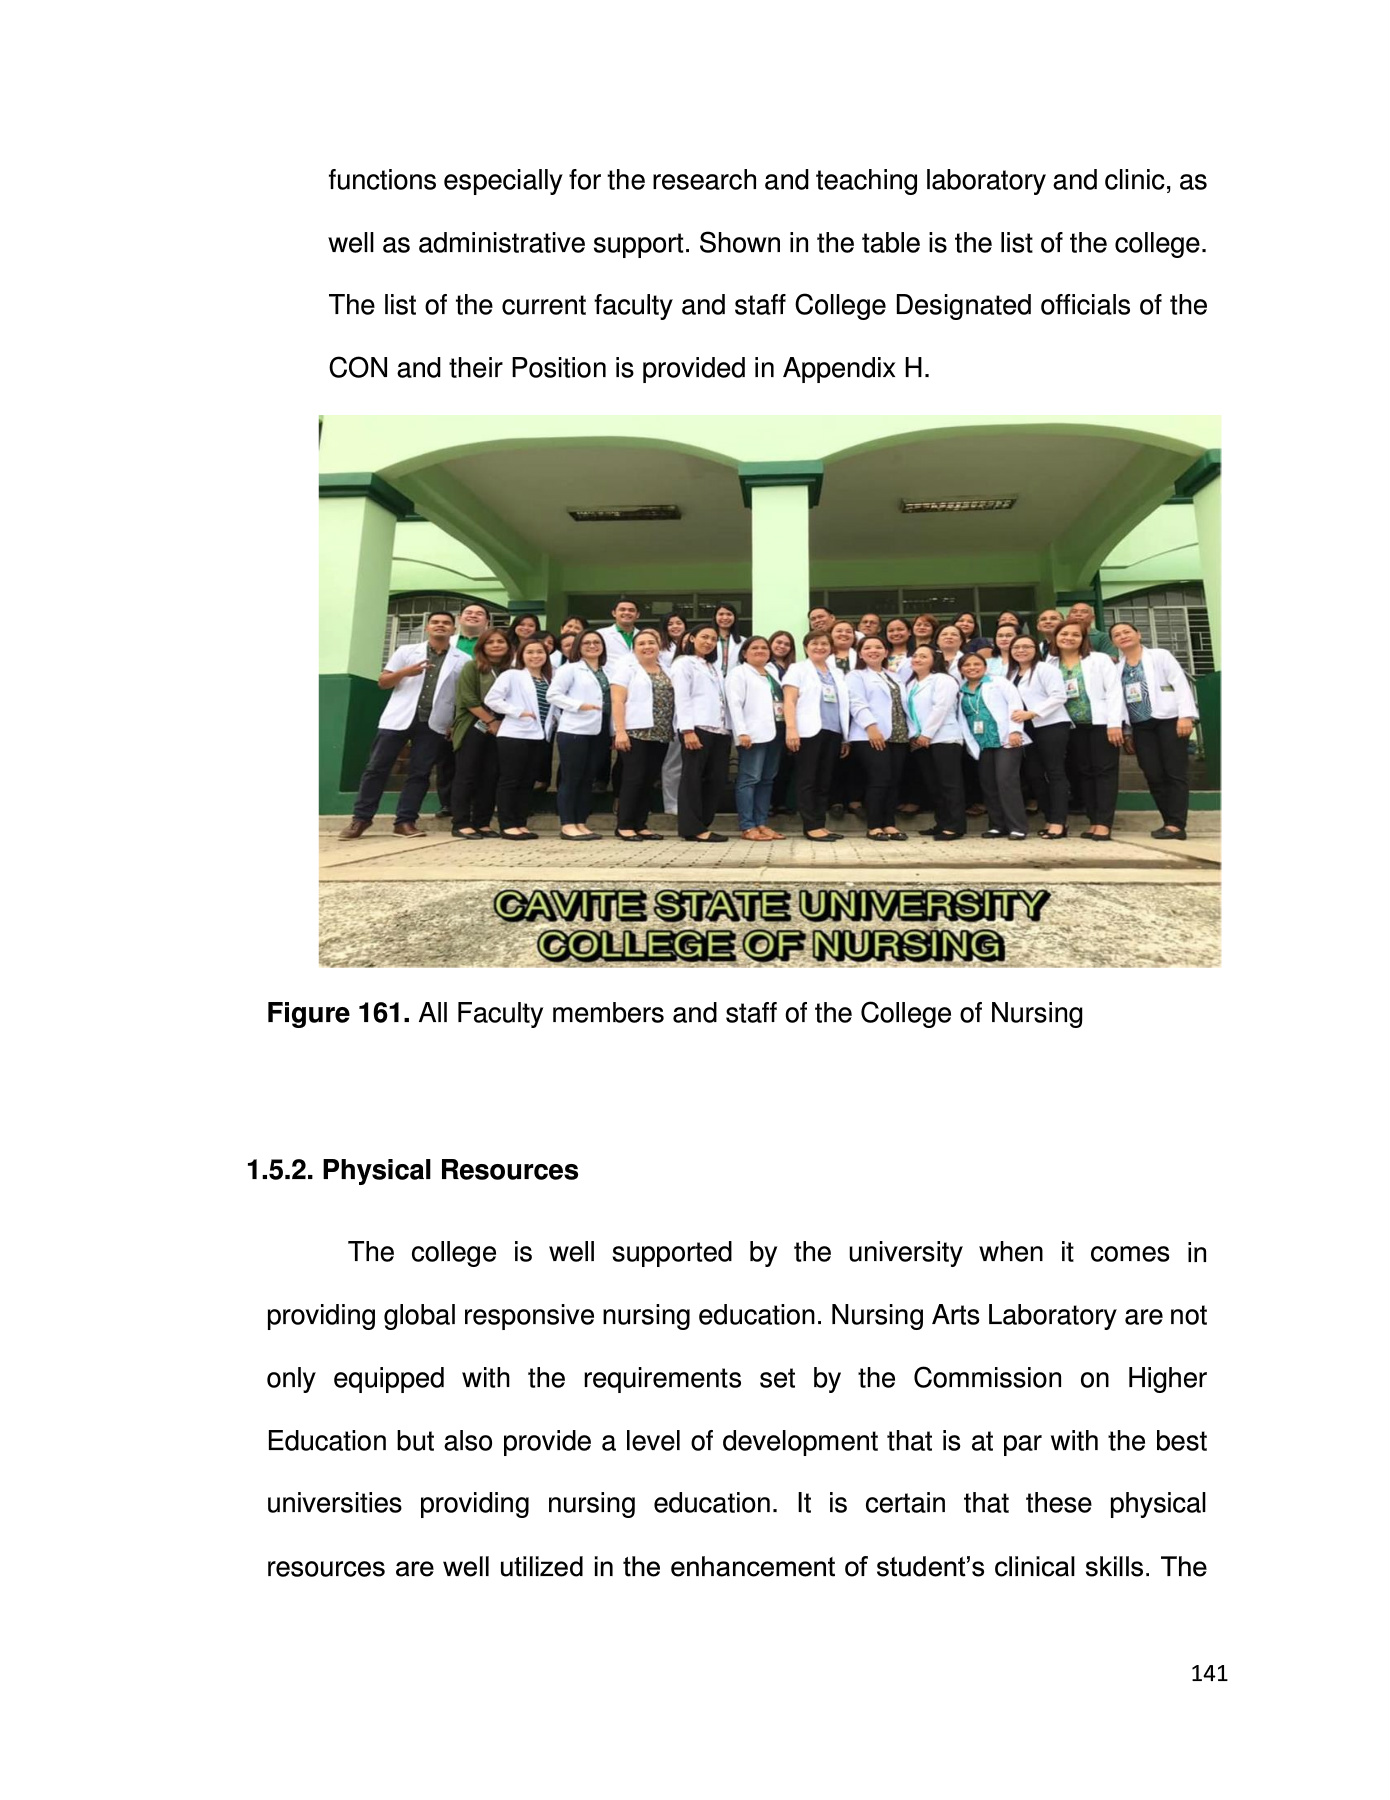 functions especially for the research and teaching laboratory and clinic, as
well as administrative support. Shown in the table is the list of the college.
The list of the current faculty and staff College Designated officials of the
CON and their Position is provided in Appendix H.
CAVITE STATE UNIVERSITY
COLLEGE OF NURSING
Figure 161. All Faculty members and staff of the College of Nursing
1.5.2. Physical Resources
The college is well supported by the university when it comes in
providing global responsive nursing education. Nursing Arts Laboratory are not
only equipped with the requirements set by the Commission on Higher
Education but also provide a level of development that is at par with the best
universities providing nursing education. It is certain that these physical
resources are well utilized in the enhancement of student’s clinical skills. The
141